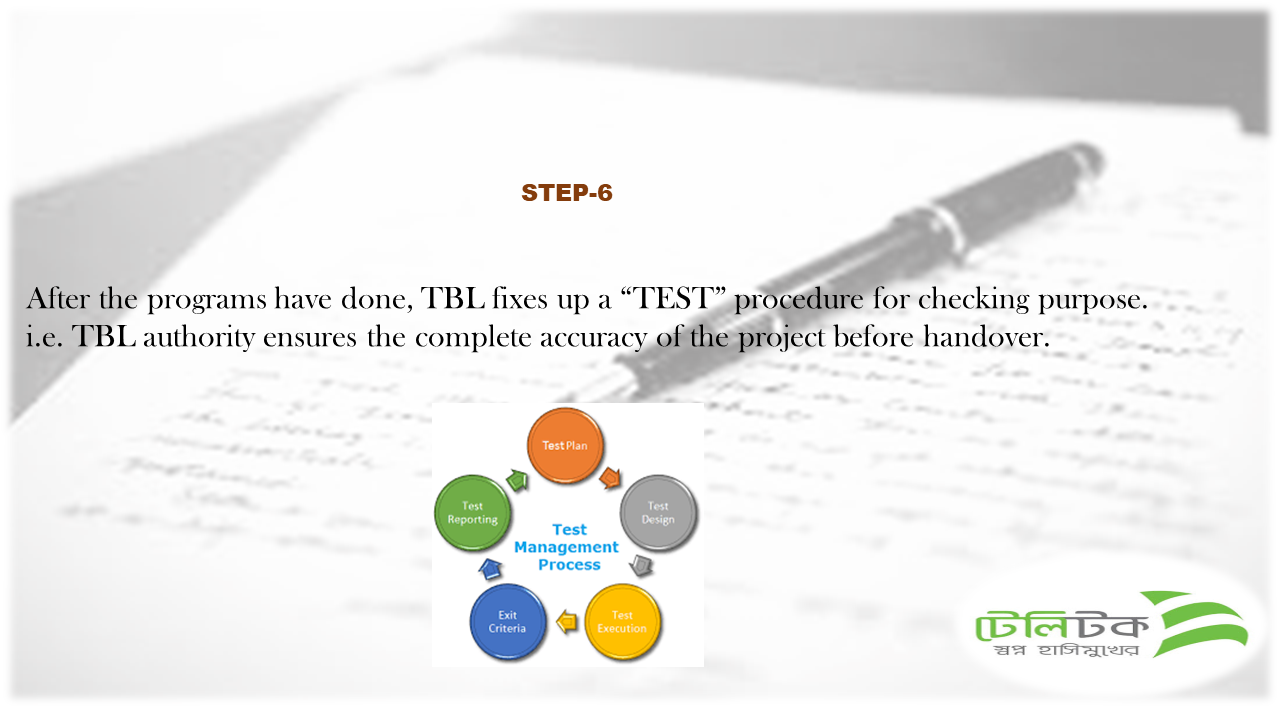 STEP-6
After the programs have done, TBL fixes up a “TEST” procedure for checking purpose.
i.e. TBL authority ensures the complete accuracy of the project before handover.
Test Plan
Test
Design
Test
Execution
Exit
Criteria
Test
Reporting
Test
Management
Process
টেলিটক
স্বপ্ন হাসিমুখের